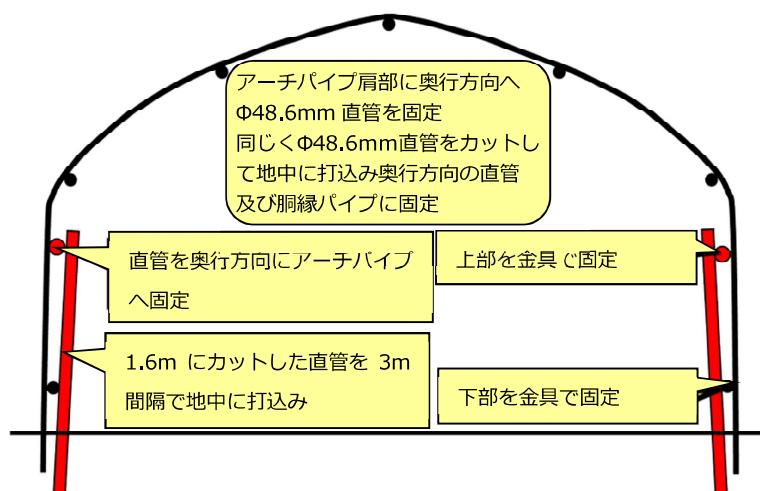 アーチパイプ肩部に奥行方向へ
Φ48.6mm 直管を固定
同じくΦ48.6mm直管をカットし
て地中に打込み奥行方向の直管
及び胴縁パイプに固定
直管を奥行方向にアーチパイプ
へ固定
上部を金具で固定
1.6m にカットした直管を 3m
間隔で地中に打込み
下部を金具で固定